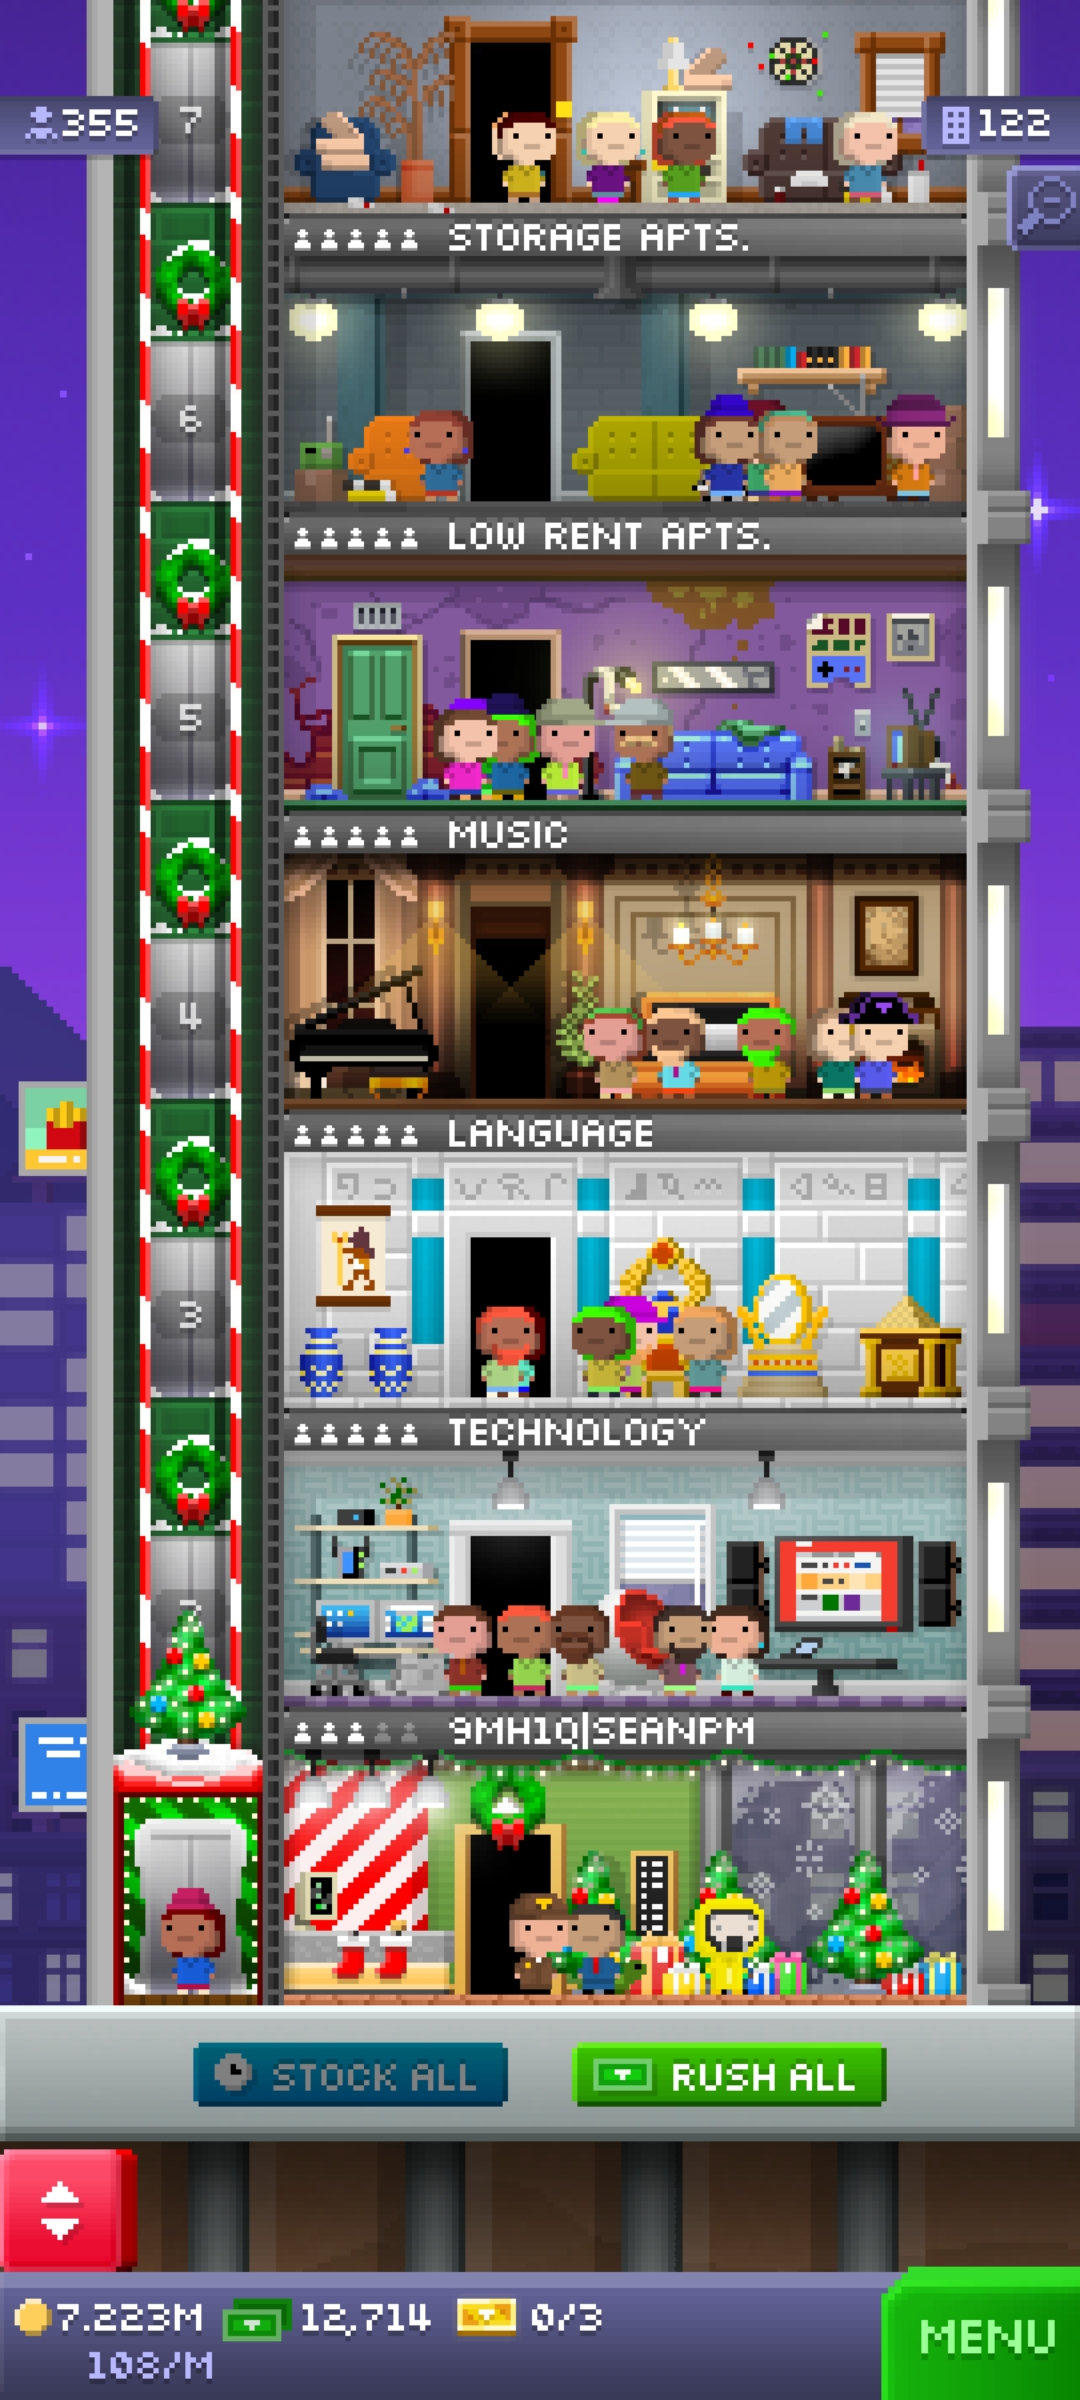 7
355
122
STORAGE APTS.
6
LOW RENT APTS.
5
MUSIC
4
LANGUAGE
3
TECHNOLOGY
9MH1Q|SEANPM
STOCK ALL
RUSH ALL
7.223M
12,714
0/3
108/M
MENU